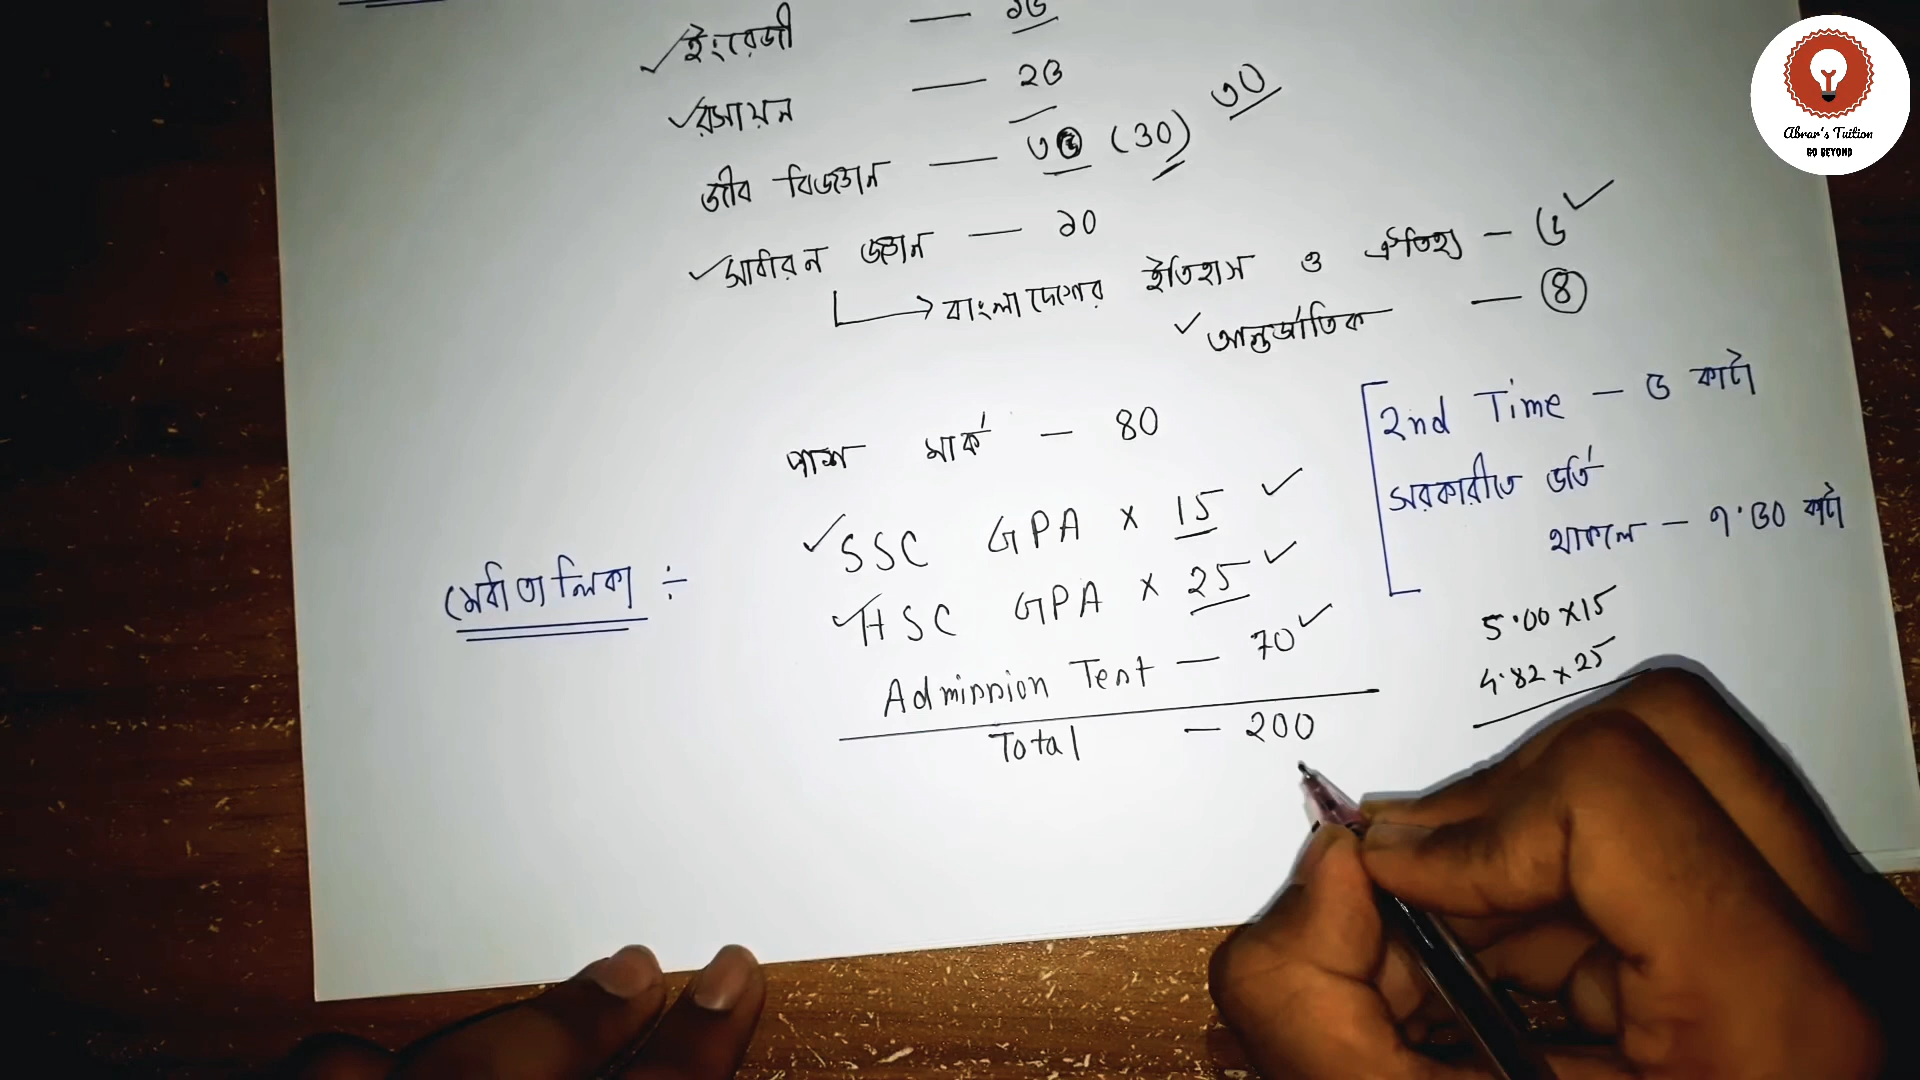 ইংরেজী — ১৫
রসায়ন — ২৫
জীব বিজ্ঞান — ৩০ (30) ৩০
সাধারন জ্ঞান — ১০
বাংলাদেশের ইতিহাস ও ঐতিহ্য — ৬
আন্তর্জাতিক — ৪
পাশ মার্ক — ৪০
2nd Time — ৫ কাটা
সরকারীতে ভর্তি
থাকলে — ৭.৫০ কাটা
মেধাতালিকা ÷
SSC GPA x 15
HSC GPA x 25
Admission Test — 70
Total — 200
5.00 x 15
4.82 x 25
Abrar's Tuition
GO BEYOND